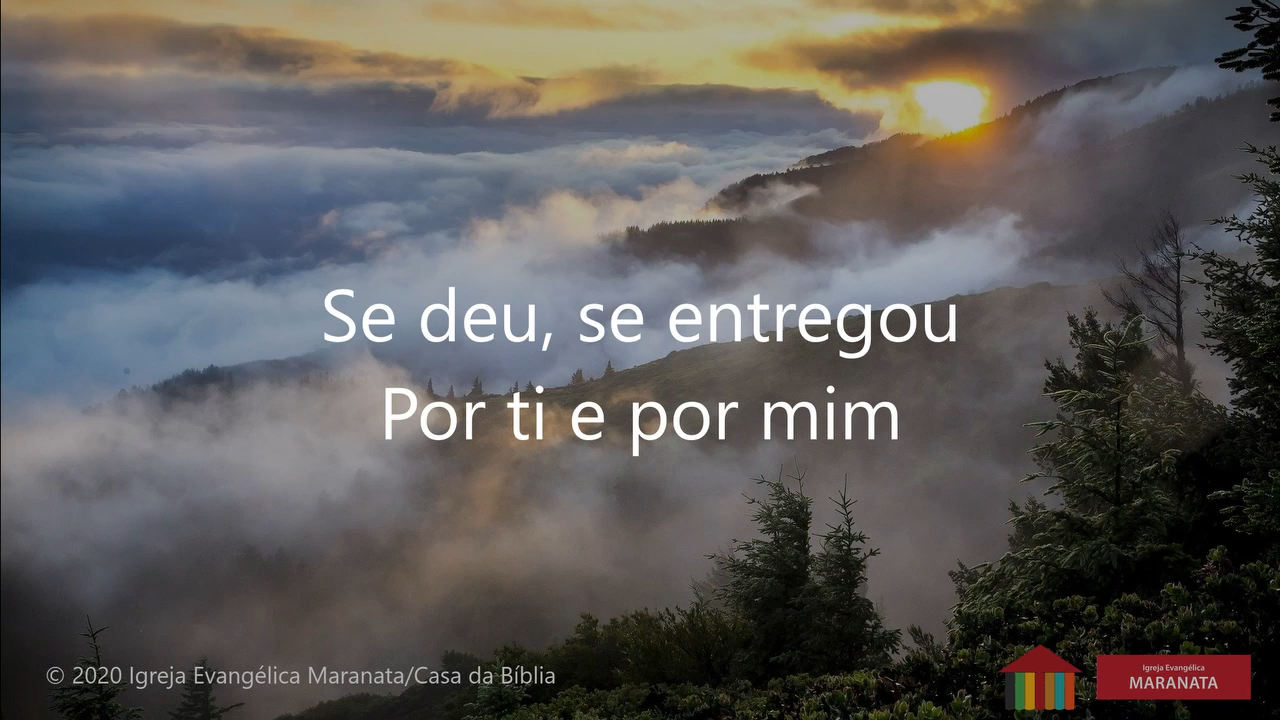 Se deu, se entregou
Por ti e por mim
© 2020 Igreja Evangélica Maranata/Casa da Bíblia
Igreja Evangélica
MARANATA